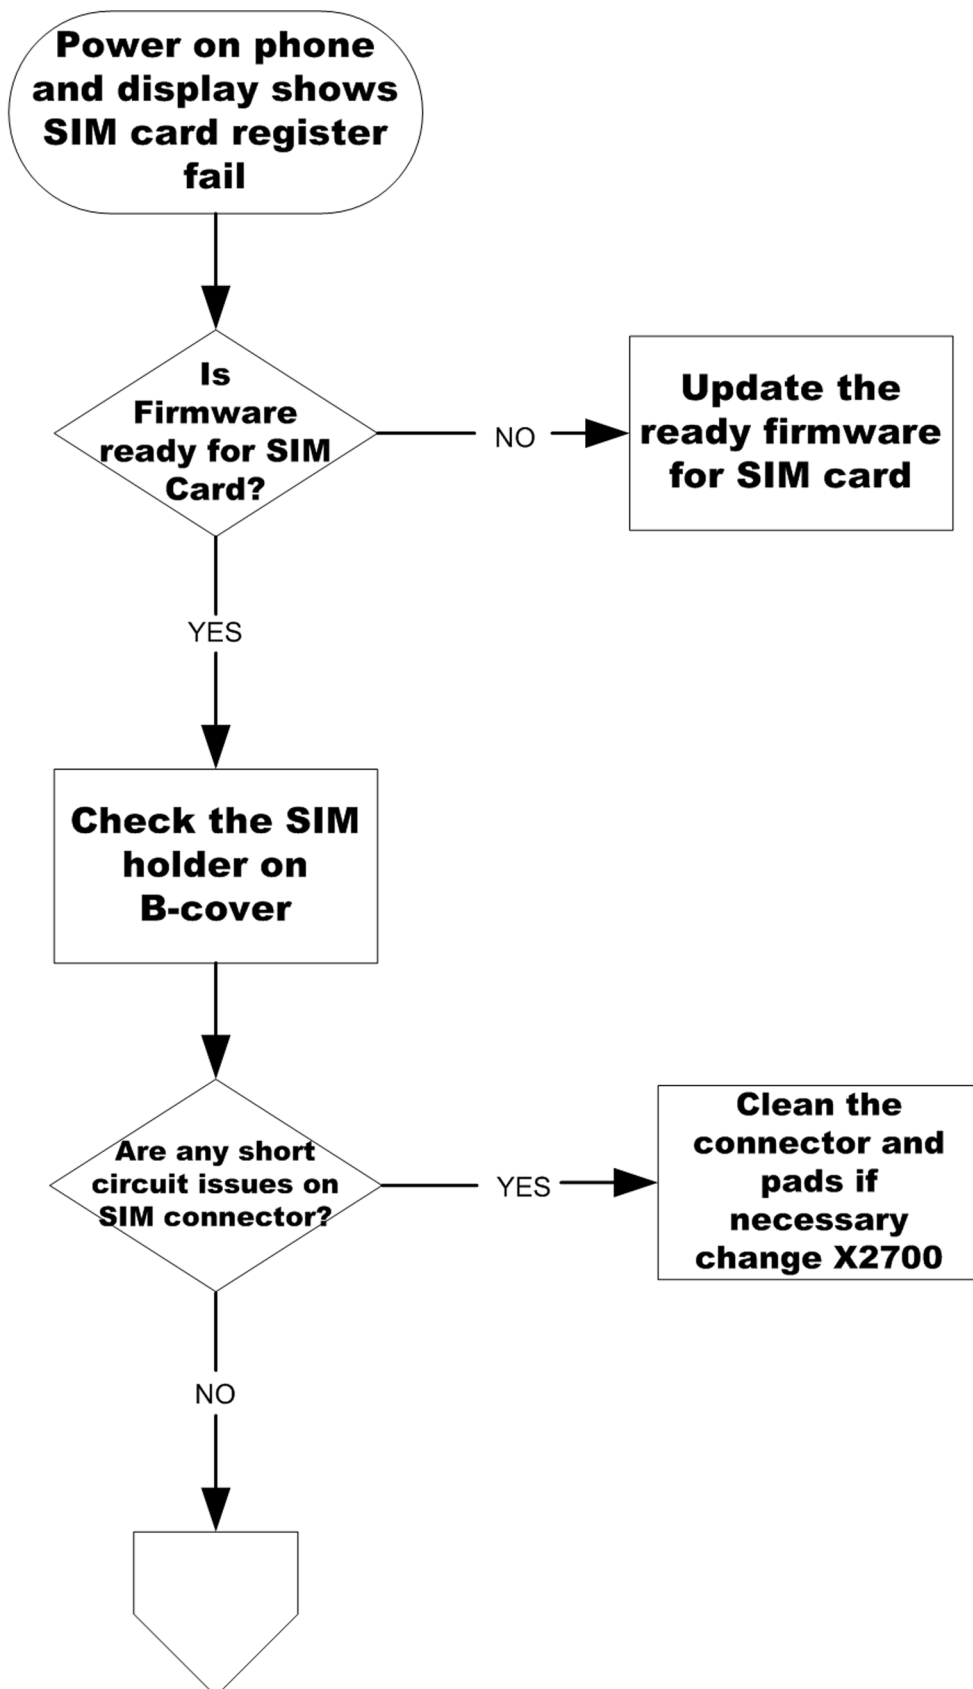 Power on phone
and display shows
SIM card register
fail
Is
Firmware
ready for SIM
Card?
NO
Update the
ready firmware
for SIM card
YES
Check the SIM
holder on
B-cover
Are any short
circuit issues on
SIM connector?
YES
Clean the
connector and
pads if
necessary
change X2700
NO